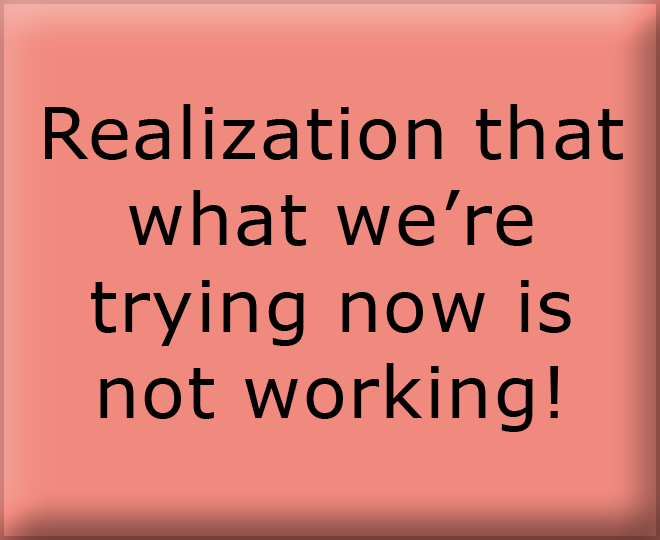 Realization that
what we’re
trying now is
not working!